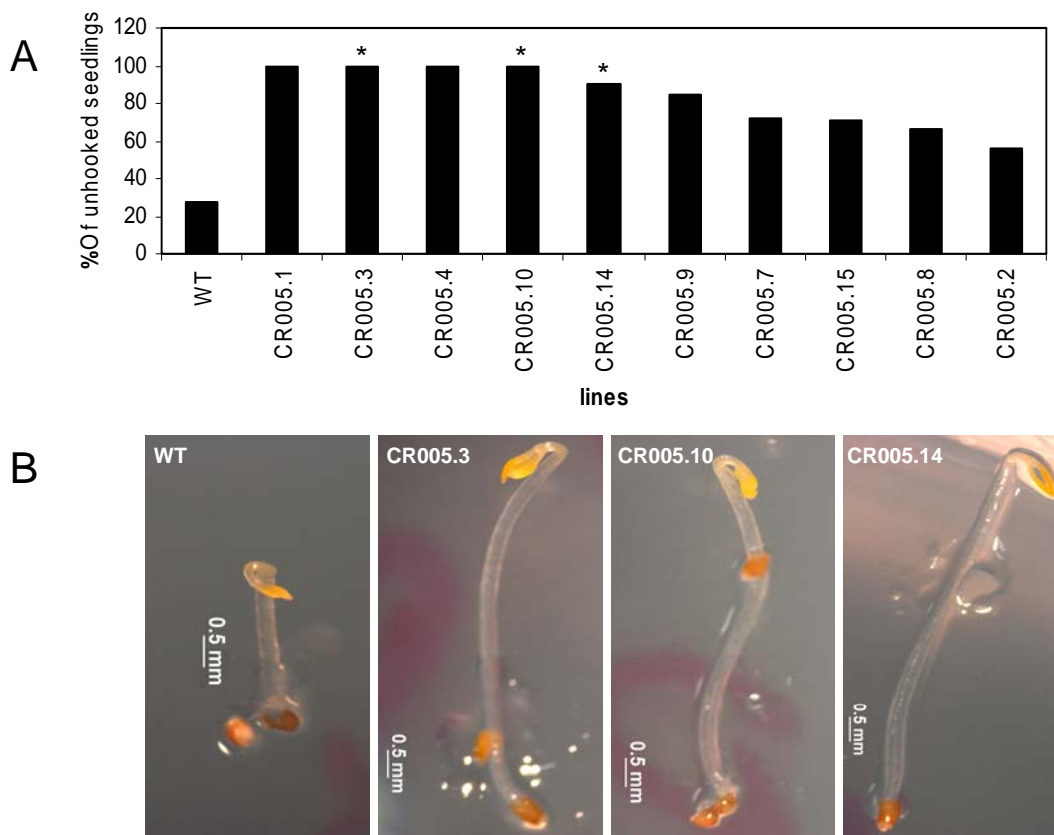 A
%Of unhooked seedlings
120
100
80
60
40
20
0
*
*
*
WT
CR005.1
CR005.3
CR005.4
CR005.10
CR005.14
CR005.9
CR005.7
CR005.15
CR005.8
CR005.2
lines
B
WT
CR005.3
CR005.10
CR005.14
0.5 mm
0.5 mm
0.5 mm
0.5 mm